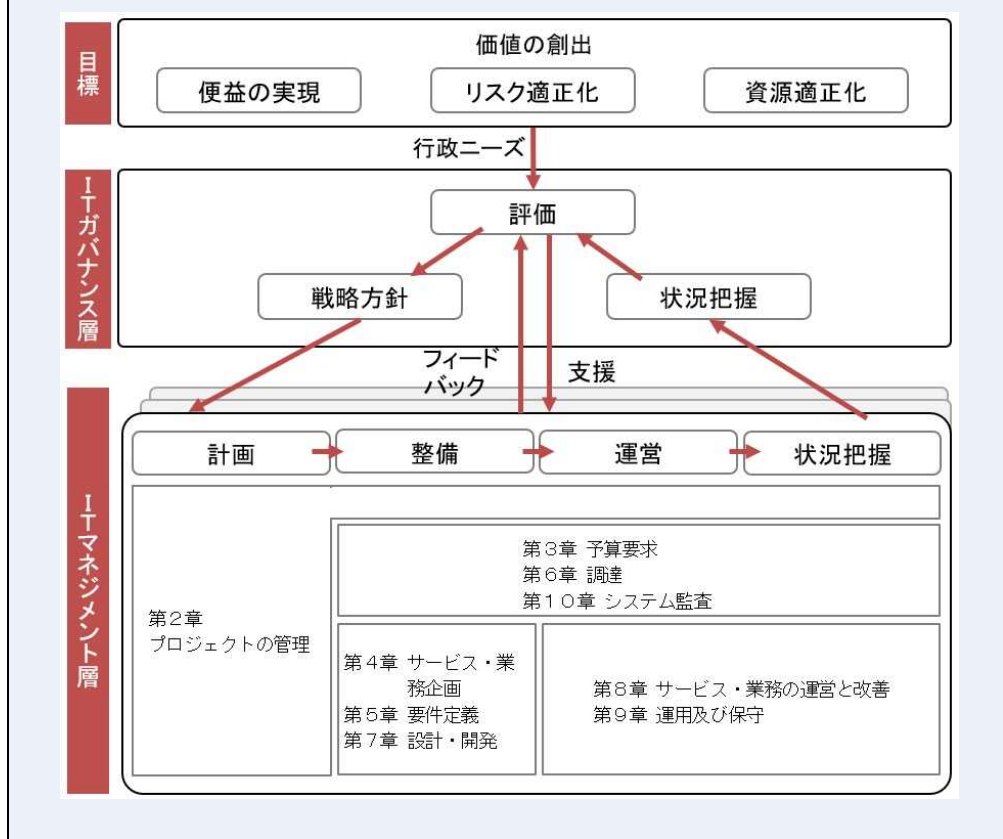 目標
価値の創出
便益の実現
リスク適正化
資源適正化
行政ニーズ
ITガバナンス層
評価
戦略方針
状況把握
フィード
バック
支援
ITマネジメント層
計画
整備
運営
状況把握
第2章
プロジェクトの管理
第3章 予算要求
第6章 調達
第10章 システム監査
第4章 サービス・業
務企画
第5章 要件定義
第7章 設計・開発
第8章 サービス・業務の運営と改善
第9章 運用及び保守